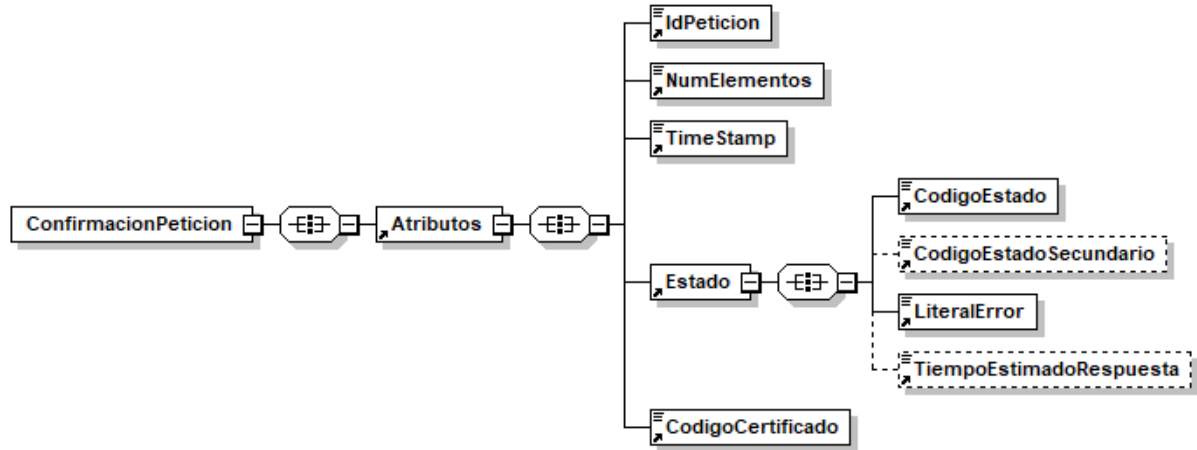 IdPeticion
NumElementos
TimeStamp
ConfirmacionPeticion
Atributos
Estado
CodigoEstado
CodigoEstadoSecundario
LiteralError
TiempoEstimadoRespuesta
CodigoCertificado